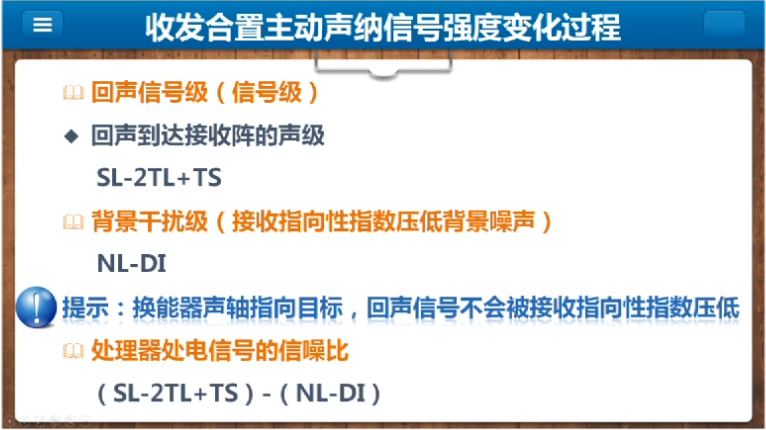 收发合置主动声纳信号强度变化过程
回声信号级（信号级）
回声到达接收阵的声级
SL-2TL+TS
背景干扰级（接收指向性指数压低背景噪声）
NL-DI
提示：换能器声轴指向目标，回声信号不会被接收指向性指数压低
处理器处电信号的信噪比
（SL-2TL+TS）-（NL-DI）